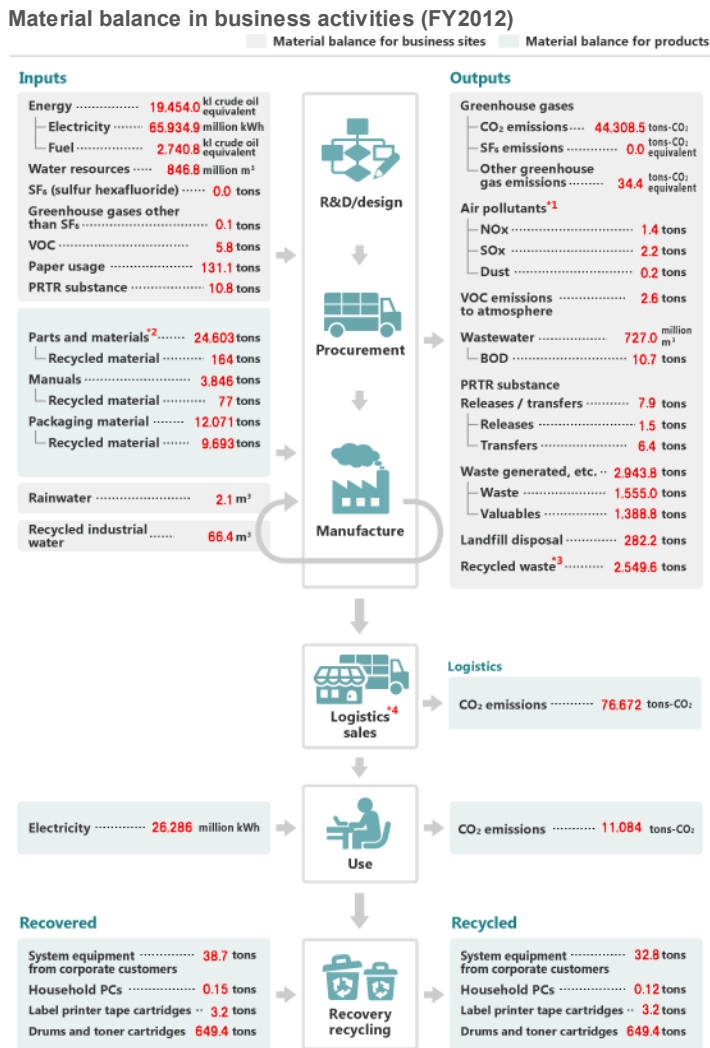 Material balance in business activities (FY2012)
Material balance for business sites
Material balance for products
Inputs
Energy 19.454.0 kl crude oil equivalent
Electricity 65.934.9 million kWh
Fuel 2.740.8 kl crude oil equivalent
Water resources 846.8 million m³
SF₆ (sulfur hexafluoride) 0.0 tons
Greenhouse gases other
than SF₆ 0.1 tons
VOC 5.8 tons
Paper usage 131.1 tons
PRTR substance 10.8 tons
Parts and materials*2 24.603 tons
Recycled material 164 tons
Manuals 3.846 tons
Recycled material 77 tons
Packaging material 12.071 tons
Recycled material 9.693 tons
Rainwater 2.1 m³
Recycled industrial
water 66.4 m³
R&D/design
Procurement
Manufacture
Outputs
Greenhouse gases
CO₂ emissions 44.308.5 tons-CO₂
SF₆ emissions 0.0 tons-CO₂ equivalent
Other greenhouse
gas emissions 34.4 tons-CO₂ equivalent
Air pollutants*1
NOx 1.4 tons
SOx 2.2 tons
Dust 0.2 tons
VOC emissions 2.6 tons
to atmosphere
Wastewater 727.0 million m³
BOD 10.7 tons
PRTR substance
Releases / transfers 7.9 tons
Releases 1.5 tons
Transfers 6.4 tons
Waste generated, etc. 2.943.8 tons
Waste 1.555.0 tons
Valuables 1.388.8 tons
Landfill disposal 282.2 tons
Recycled waste*3 2.549.6 tons
Logistics*4
sales
Logistics
CO₂ emissions 76.672 tons-CO₂
Electricity 26.286 million kWh
Use
CO₂ emissions 11.084 tons-CO₂
Recovered
System equipment 38.7 tons
from corporate customers
Household PCs 0.15 tons
Label printer tape cartridges 3.2 tons
Drums and toner cartridges 649.4 tons
Recovery
recycling
Recycled
System equipment 32.8 tons
from corporate customers
Household PCs 0.12 tons
Label printer tape cartridges 3.2 tons
Drums and toner cartridges 649.4 tons